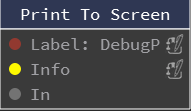 Print To Screen
Label: DebugP
Info
In